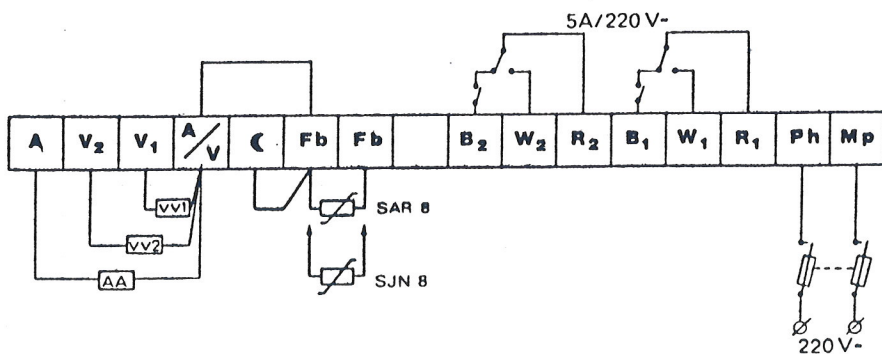 5A/220 V~
A V₂ V₁ A/V ☾ Fb Fb B₂ W₂ R₂ B₁ W₁ R₁ Ph Mp
VV1
SAR 8
VV2
SJN 8
AA
220 V~